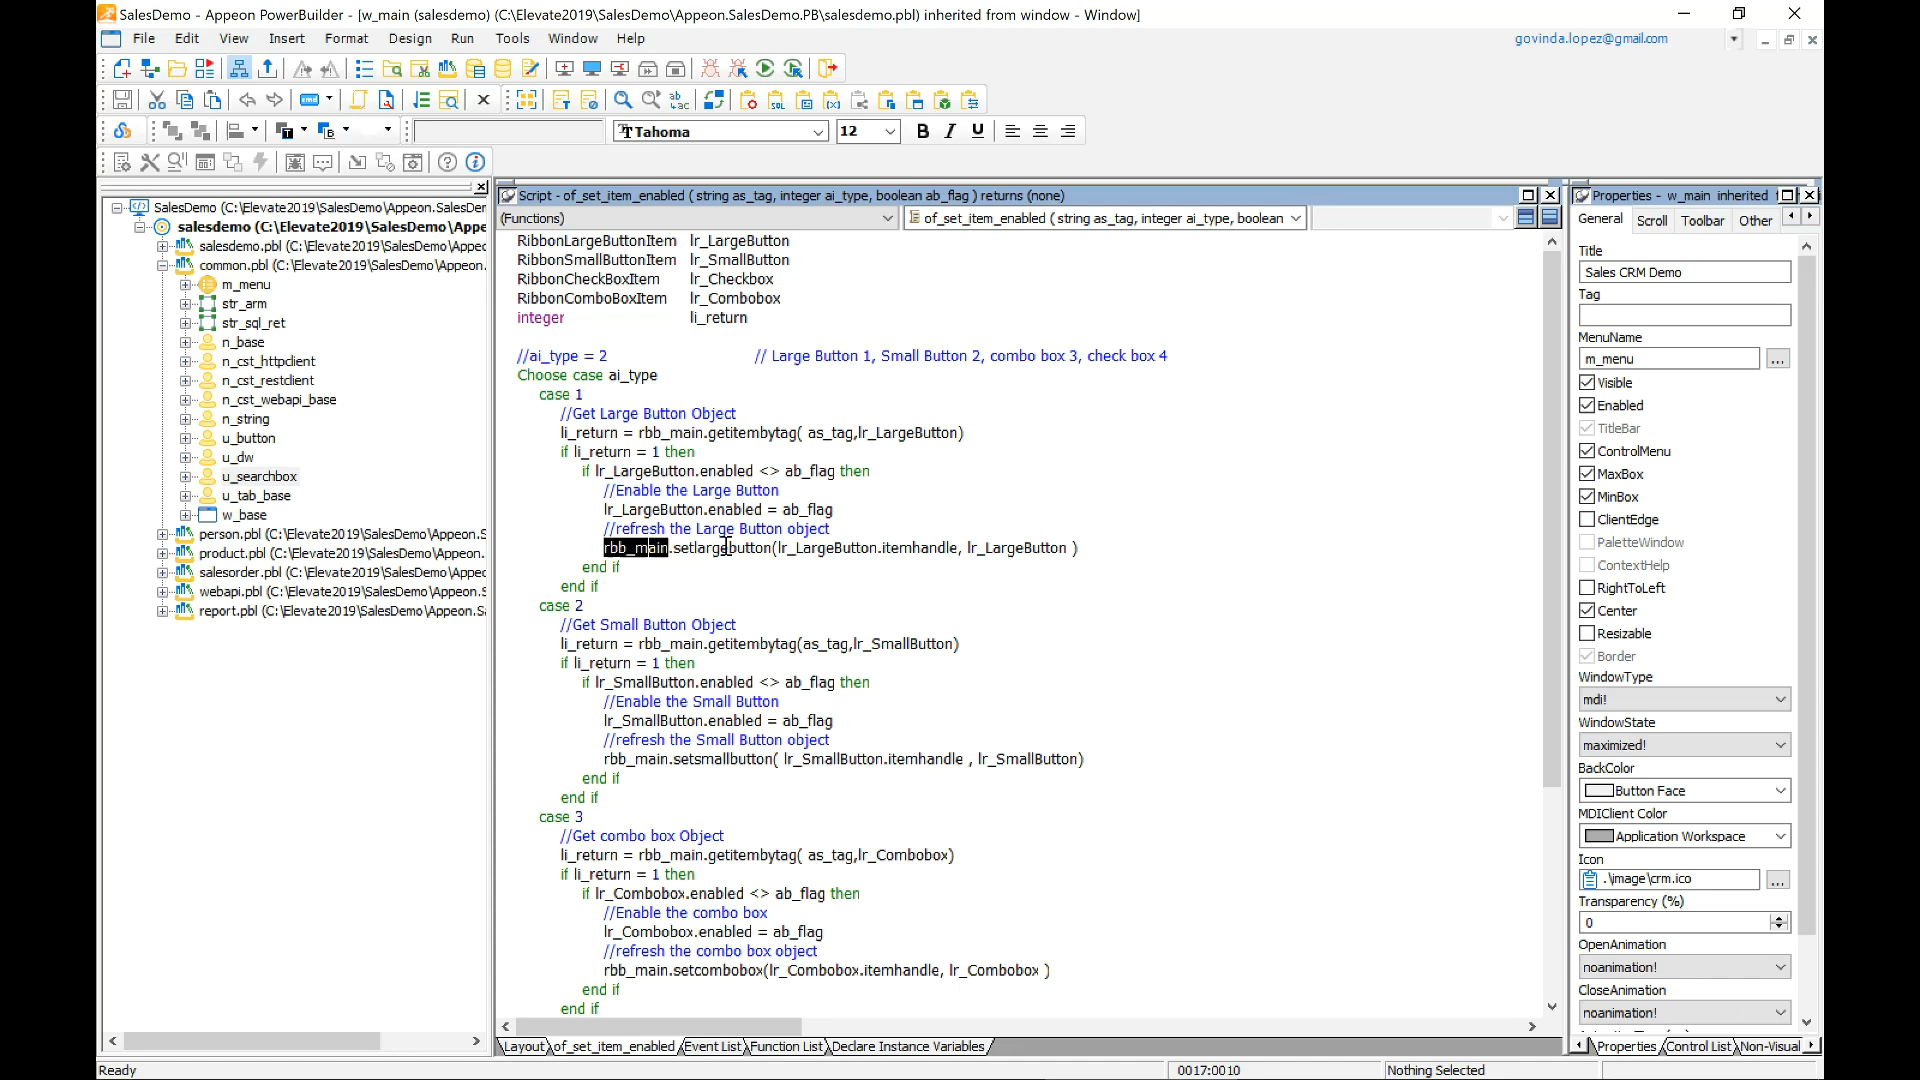 SalesDemo - Appeon PowerBuilder - [w_main (salesdemo) (C:\Elevate2019\SalesDemo\Appeon.SalesDemo.PB\salesdemo.pbl) inherited from window - Window]
File Edit View Insert Format Design Run Tools Window Help
govinda.lopez@gmail.com
Tahoma
12
B I U
SalesDemo (C:\Elevate2019\SalesDemo\Appeon.SalesDem
salesdemo (C:\Elevate2019\SalesDemo\Appe
salesdemo.pbl (C:\Elevate2019\SalesDemo\Appeon.
common.pbl (C:\Elevate2019\SalesDemo\Appeon.
m_menu
str_arm
str_sql_ret
n_base
n_cst_httpclient
n_cst_restclient
n_cst_webapi_base
n_string
u_button
u_dw
u_searchbox
u_tab_base
w_base
person.pbl (C:\Elevate2019\SalesDemo\Appeon.S
product.pbl (C:\Elevate2019\SalesDemo\Appeon.S
salesorder.pbl (C:\Elevate2019\SalesDemo\Appeon.
webapi.pbl (C:\Elevate2019\SalesDemo\Appeon.S
report.pbl (C:\Elevate2019\SalesDemo\Appeon.S
Script - of_set_item_enabled ( string as_tag, integer ai_type, boolean ab_flag ) returns (none)
(Functions)
of_set_item_enabled ( string as_tag, integer ai_type, boolean
RibbonLargeButtonItem lr_LargeButton
RibbonSmallButtonItem lr_SmallButton
RibbonCheckBoxItem lr_Checkbox
RibbonComboBoxItem lr_Combobox
integer li_return
//ai_type = 2 // Large Button 1, Small Button 2, combo box 3, check box 4
Choose case ai_type
case 1
//Get Large Button Object
li_return = rbb_main.getitembytag( as_tag,lr_LargeButton)
if li_return = 1 then
if lr_LargeButton.enabled <> ab_flag then
//Enable the Large Button
lr_LargeButton.enabled = ab_flag
//refresh the Large Button object
rbb_main.setlargebutton(lr_LargeButton.itemhandle, lr_LargeButton )
end if
end if
case 2
//Get Small Button Object
li_return = rbb_main.getitembytag(as_tag,lr_SmallButton)
if li_return = 1 then
if lr_SmallButton.enabled <> ab_flag then
//Enable the Small Button
lr_SmallButton.enabled = ab_flag
//refresh the Small Button object
rbb_main.setsmallbutton( lr_SmallButton.itemhandle , lr_SmallButton)
end if
end if
case 3
//Get combo box Object
li_return = rbb_main.getitembytag( as_tag,lr_Combobox)
if li_return = 1 then
if lr_Combobox.enabled <> ab_flag then
//Enable the combo box
lr_Combobox.enabled = ab_flag
//refresh the combo box object
rbb_main.setcombobox(lr_Combobox.itemhandle, lr_Combobox )
end if
end if
Layout of_set_item_enabled Event List Function List Declare Instance Variables
Properties - w_main inherited
General Scroll Toolbar Other
Title
Sales CRM Demo
Tag
MenuName
m_menu
...
Visible
Enabled
TitleBar
ControlMenu
MaxBox
MinBox
ClientEdge
PaletteWindow
ContextHelp
RightToLeft
Center
Resizable
Border
WindowType
mdi!
WindowState
maximized!
BackColor
Button Face
MDIClient Color
Application Workspace
Icon
.\image\crm.ico
...
Transparency (%)
0
OpenAnimation
noanimation!
CloseAnimation
noanimation!
Properties Control List Non-Visual
Ready
0017:0010
Nothing Selected